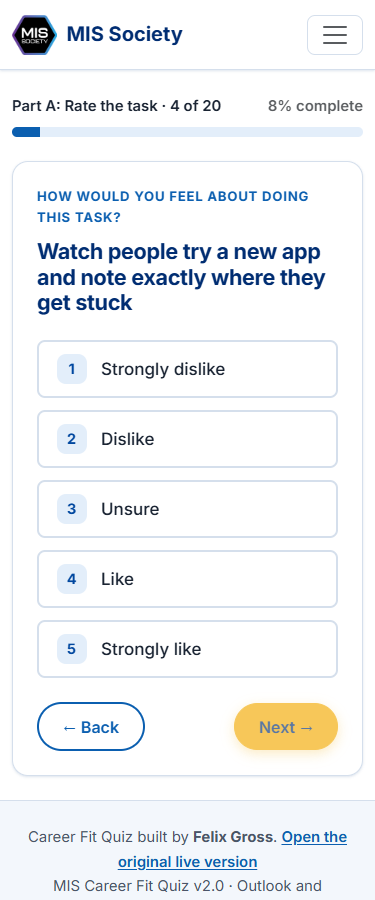 MIS
SOCIETY
MIS Society
Part A: Rate the task · 4 of 20
8% complete
HOW WOULD YOU FEEL ABOUT DOING
THIS TASK?
Watch people try a new app
and note exactly where they
get stuck
1 Strongly dislike
2 Dislike
3 Unsure
4 Like
5 Strongly like
← Back
Next →
Career Fit Quiz built by Felix Gross. Open the
original live version
MIS Career Fit Quiz v2.0 · Outlook and